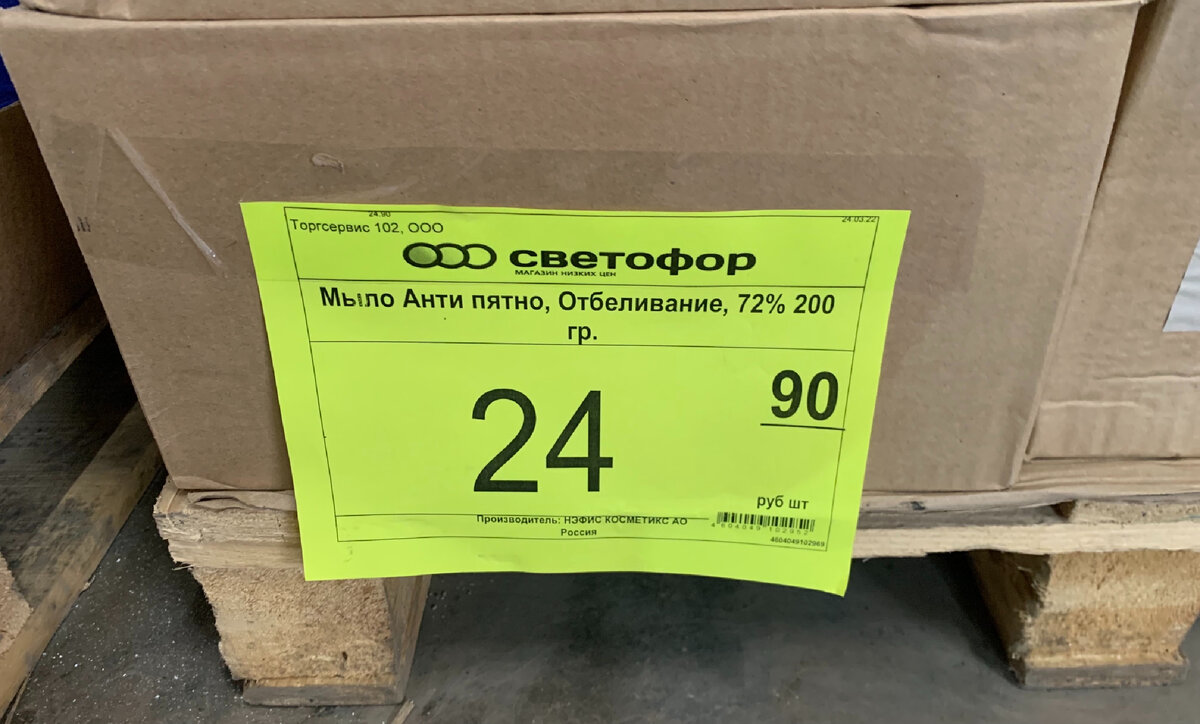 24.90
24.03.22
Торгсервис 102, ООО
светофор
МАГАЗИН НИЗКИХ ЦЕН
Мыло Анти пятно, Отбеливание, 72% 200
гр.
24
90
руб шт
Производитель: НЭФИС КОСМЕТИКС АО
Россия
4604049102969